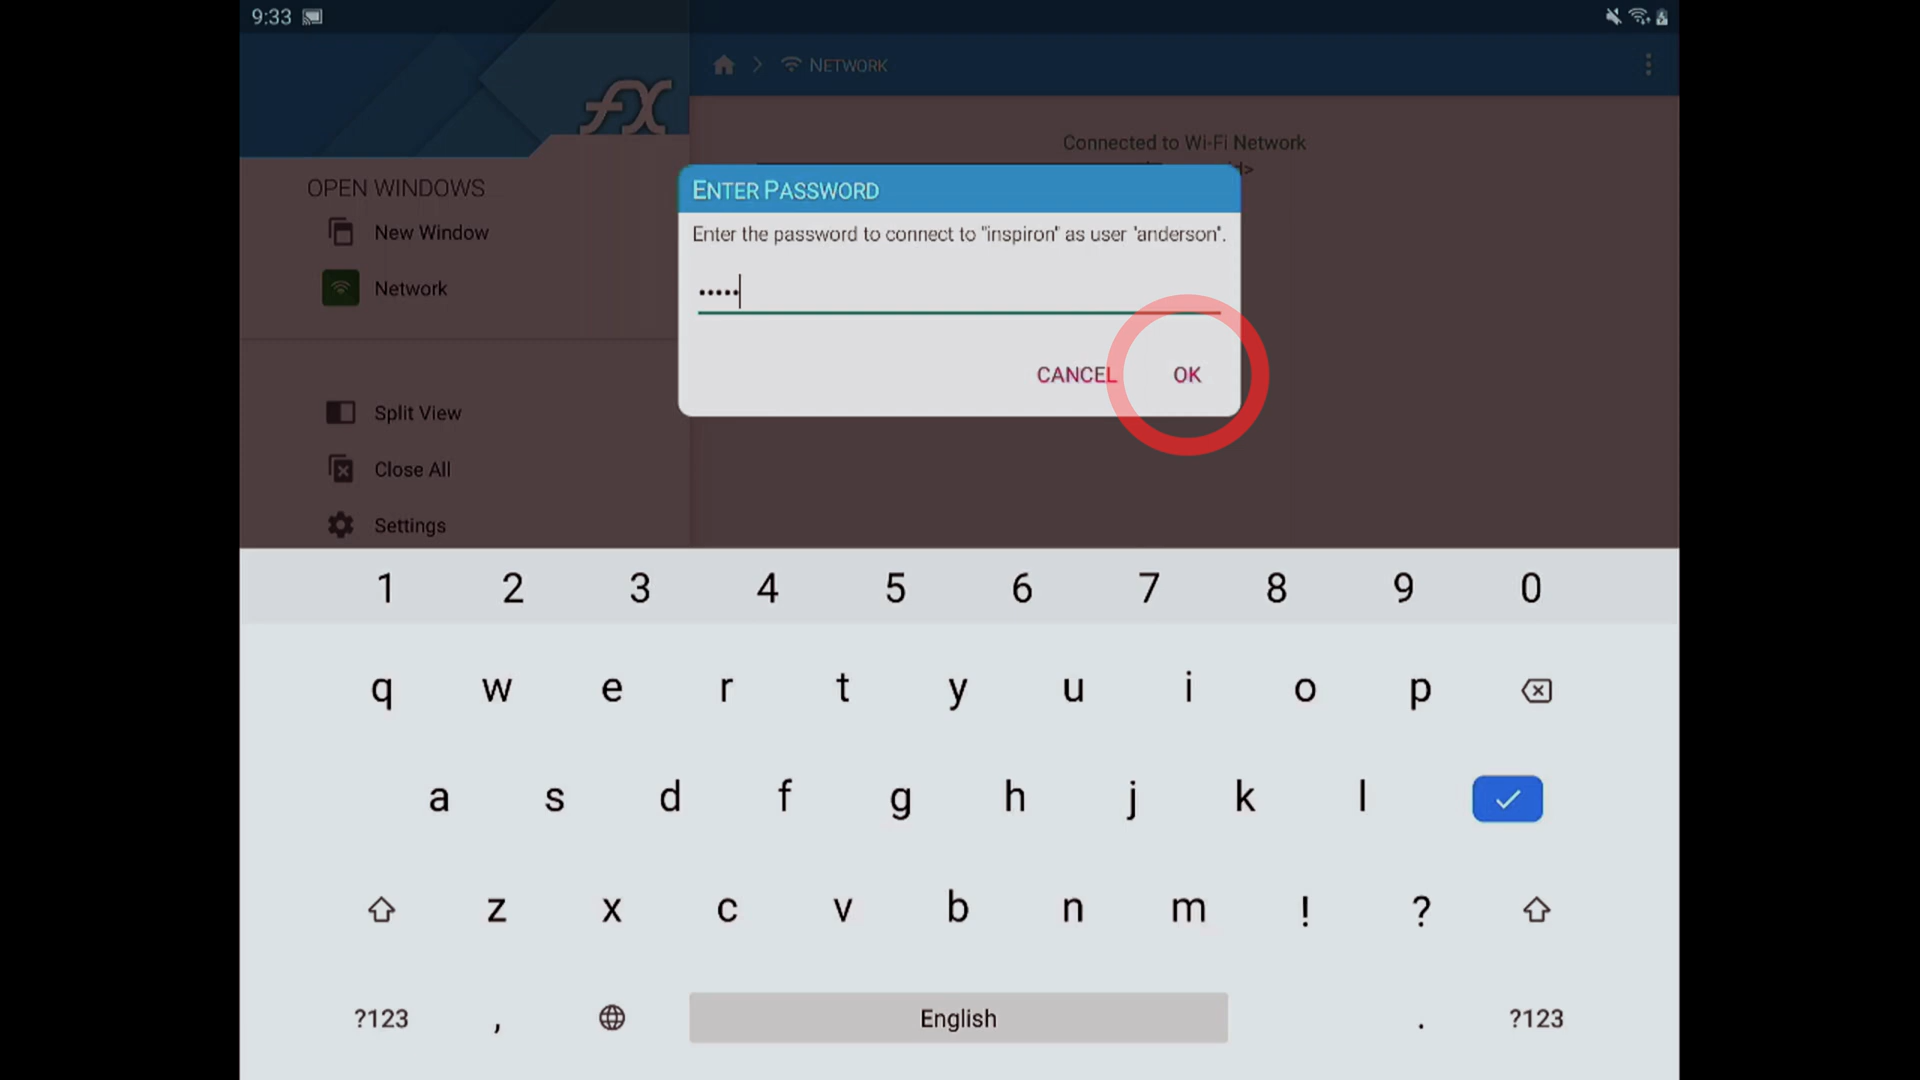 9:33
fX
NETWORK
Connected to Wi-Fi Network
d>
OPEN WINDOWS
New Window
Network
Split View
Close All
Settings
ENTER PASSWORD
Enter the password to connect to "inspiron" as user 'anderson'.
•••••
CANCEL OK
1 2 3 4 5 6 7 8 9 0
q w e r t y u i o p
a s d f g h j k l
z x c v b n m ! ?
?123 , English . ?123